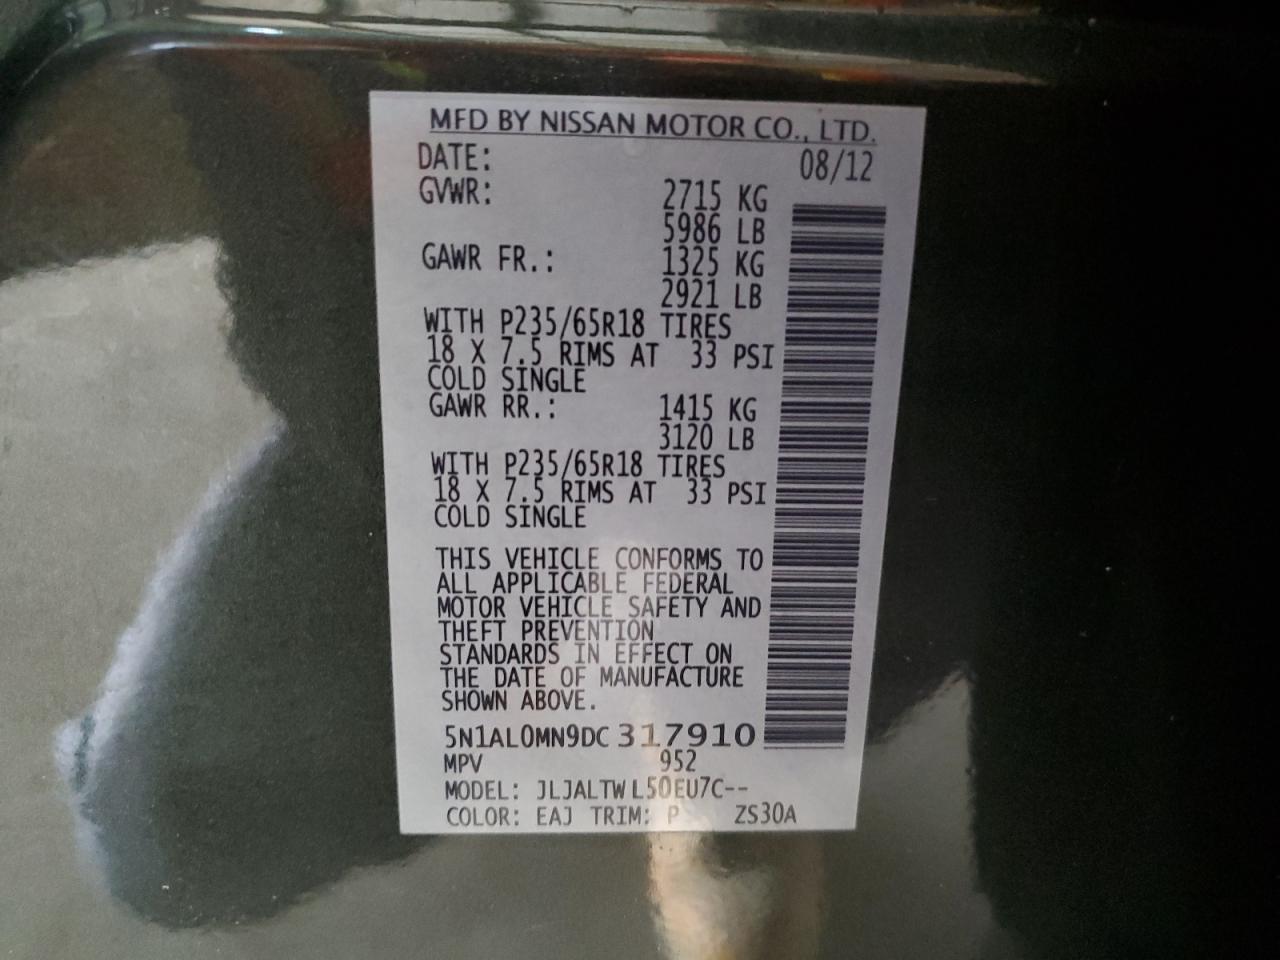 MFD BY NISSAN MOTOR CO., LTD.
DATE: 08/12
GVWR: 2715 KG
5986 LB
GAWR FR.: 1325 KG
2921 LB
WITH P235/65R18 TIRES
18 X 7.5 RIMS AT 33 PSI
COLD SINGLE
GAWR RR.: 1415 KG
3120 LB
WITH P235/65R18 TIRES
18 X 7.5 RIMS AT 33 PSI
COLD SINGLE
THIS VEHICLE CONFORMS TO
ALL APPLICABLE FEDERAL
MOTOR VEHICLE SAFETY AND
THEFT PREVENTION
STANDARDS IN EFFECT ON
THE DATE OF MANUFACTURE
SHOWN ABOVE.
5N1AL0MN9DC317910
MPV 952
MODEL: JLJALTWL50EU7C--
COLOR: EAJ TRIM: P ZS30A